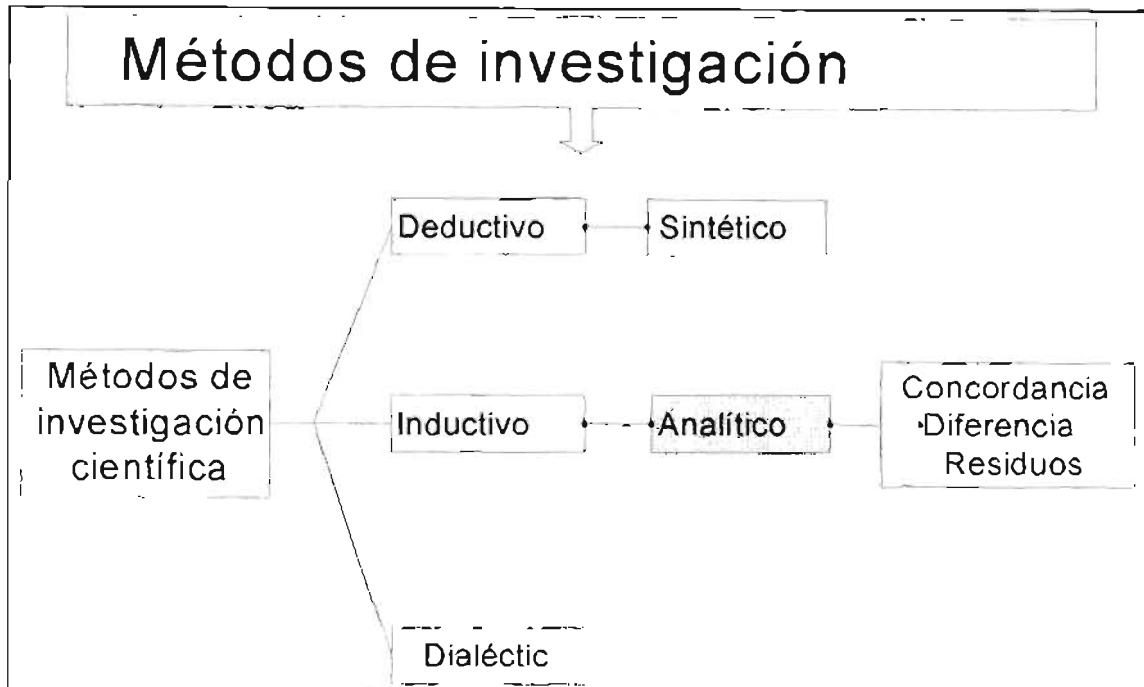 Métodos de investigación
Deductivo
Sintético
Métodos de
investigación
científica
Inductivo
Analítico
Concordancia
•Diferencia
Residuos
Dialéctic